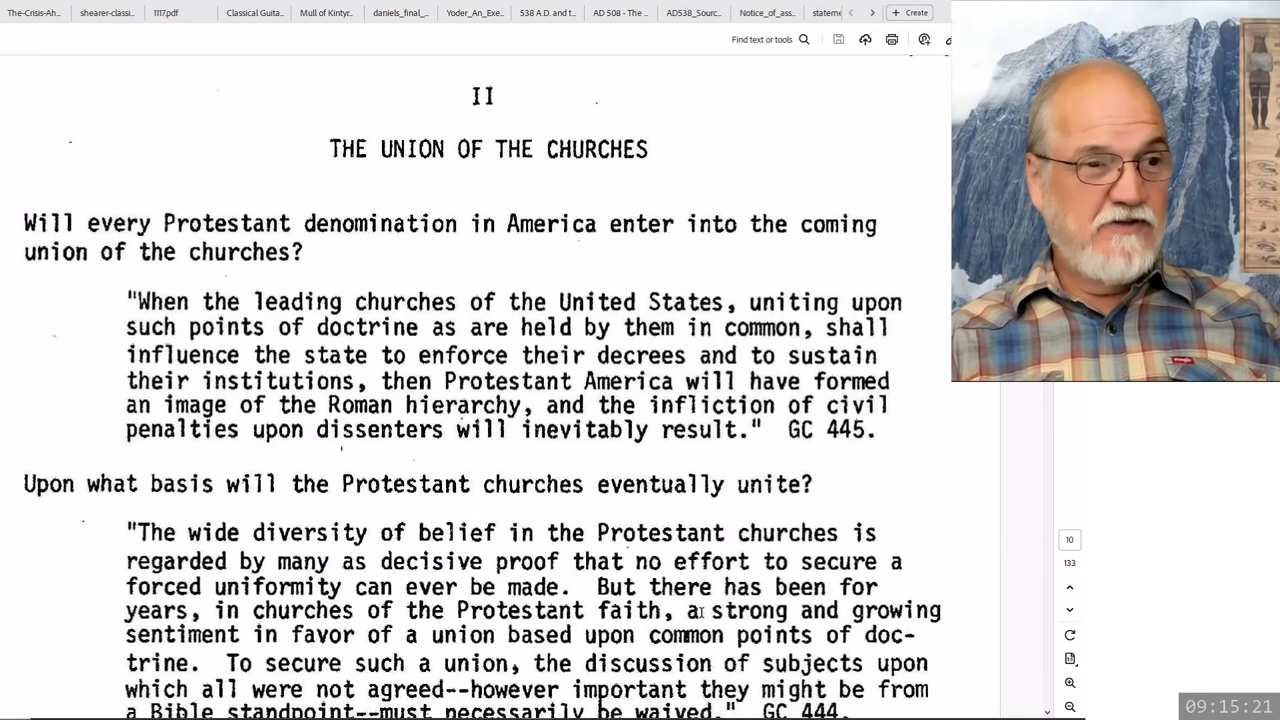 The-Crisis-Ah...
shearer-classi...
1117.pdf
Classical Guita...
Mull of Kintyr...
daniels_final_...
Yoder_An_Exe...
538 A.D. and t...
AD 508 - The ...
AD538_Sourc...
Notice_of_ass...
stateme
+ Create
Find text or tools
II
THE UNION OF THE CHURCHES
Will every Protestant denomination in America enter into the coming
union of the churches?
"When the leading churches of the United States, uniting upon
such points of doctrine as are held by them in common, shall
influence the state to enforce their decrees and to sustain
their institutions, then Protestant America will have formed
an image of the Roman hierarchy, and the infliction of civil
penalties upon dissenters will inevitably result." GC 445.
Upon what basis will the Protestant churches eventually unite?
"The wide diversity of belief in the Protestant churches is
regarded by many as decisive proof that no effort to secure a
forced uniformity can ever be made. But there has been for
years, in churches of the Protestant faith, a strong and growing
sentiment in favor of a union based upon common points of doc-
trine. To secure such a union, the discussion of subjects upon
which all were not agreed--however important they might be from
a Bible standpoint--must necessarily be waived." GC 444.
10
133
Wrangler
09:15:21